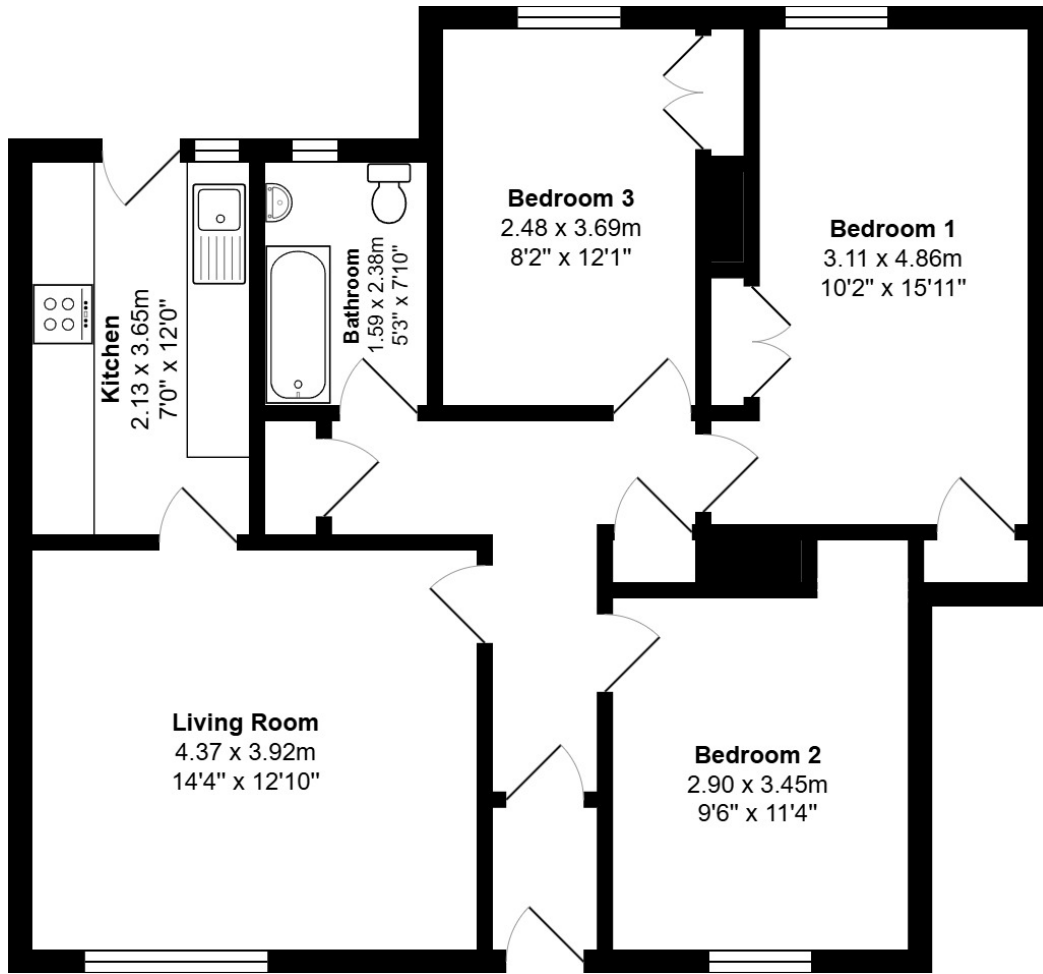 Bedroom 3
2.48 x 3.69m
8'2" x 12'1"
Bedroom 1
3.11 x 4.86m
10'2" x 15'11"
Kitchen
2.13 x 3.65m
7'0" x 12'0"
Bathroom
1.59 x 2.38m
5'3" x 7'10"
Living Room
4.37 x 3.92m
14'4" x 12'10"
Bedroom 2
2.90 x 3.45m
9'6" x 11'4"